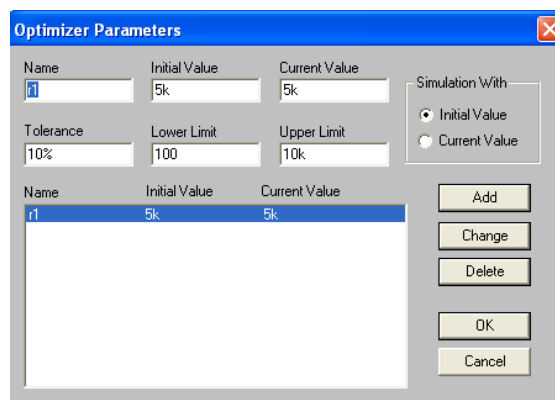 Optimizer Parameters
Name Initial Value Current Value
r1 5k 5k
Simulation With
Initial Value
Current Value
Tolerance Lower Limit Upper Limit
10% 100 10k
Name Initial Value Current Value
r1 5k 5k
Add
Change
Delete
OK
Cancel